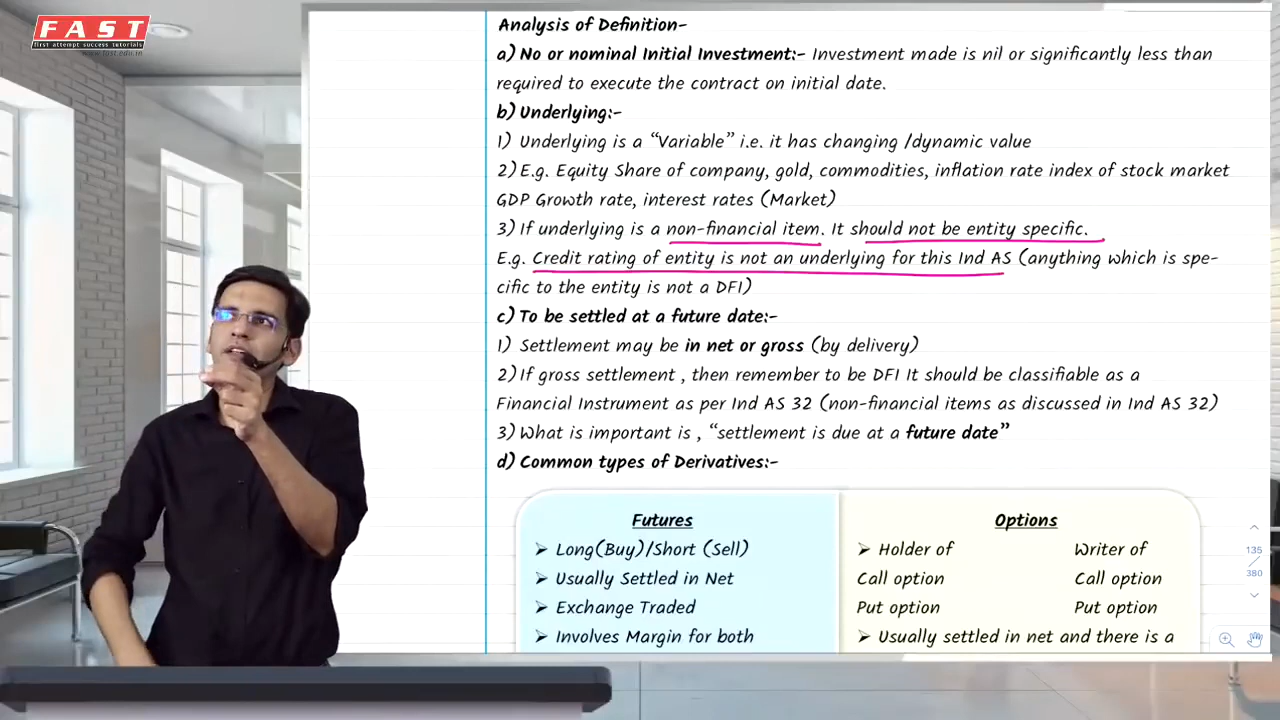 FAST
first attempt success tutorials
www.fast.edu.in
Analysis of Definition-
a) No or nominal Initial Investment:- Investment made is nil or significantly less than
required to execute the contract on initial date.
b) Underlying:-
1) Underlying is a “Variable” i.e. it has changing /dynamic value
2) E.g. Equity Share of company, gold, commodities, inflation rate index of stock market
GDP Growth rate, interest rates (Market)
3) If underlying is a non-financial item. It should not be entity specific.
E.g. Credit rating of entity is not an underlying for this Ind AS (anything which is spe-
cific to the entity is not a DFI)
c) To be settled at a future date:-
1) Settlement may be in net or gross (by delivery)
2) If gross settlement , then remember to be DFI It should be classifiable as a
Financial Instrument as per Ind AS 32 (non-financial items as discussed in Ind AS 32)
3) What is important is , “settlement is due at a future date”
d) Common types of Derivatives:-
Futures
➢ Long(Buy)/Short (Sell)
➢ Usually Settled in Net
➢ Exchange Traded
➢ Involves Margin for both
Options
➢ Holder of Writer of
Call option Call option
Put option Put option
➢ Usually settled in net and there is a
135
380